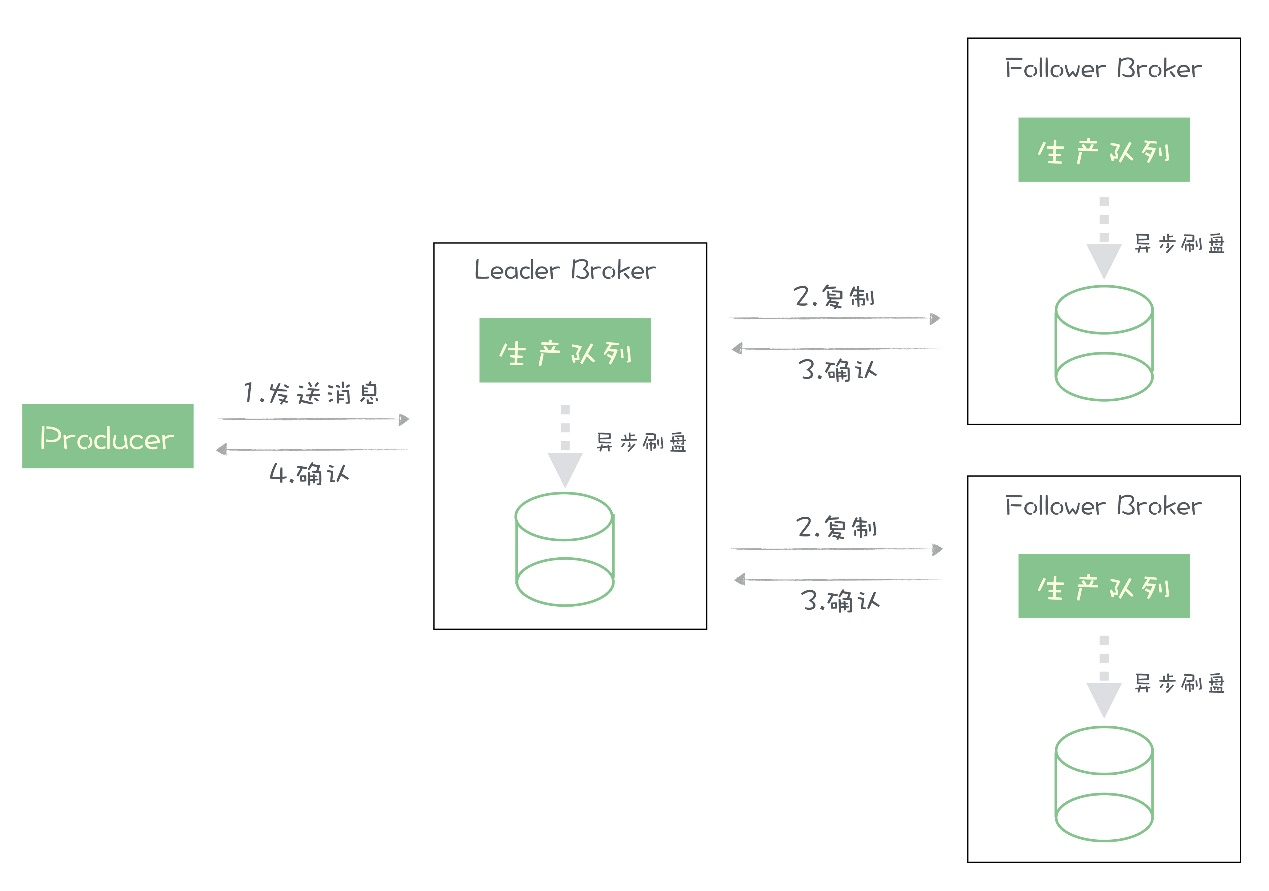 Producer
1.发送消息
4.确认
Leader Broker
生产队列
异步刷盘
2.复制
3.确认
2.复制
3.确认
Follower Broker
生产队列
异步刷盘
Follower Broker
生产队列
异步刷盘